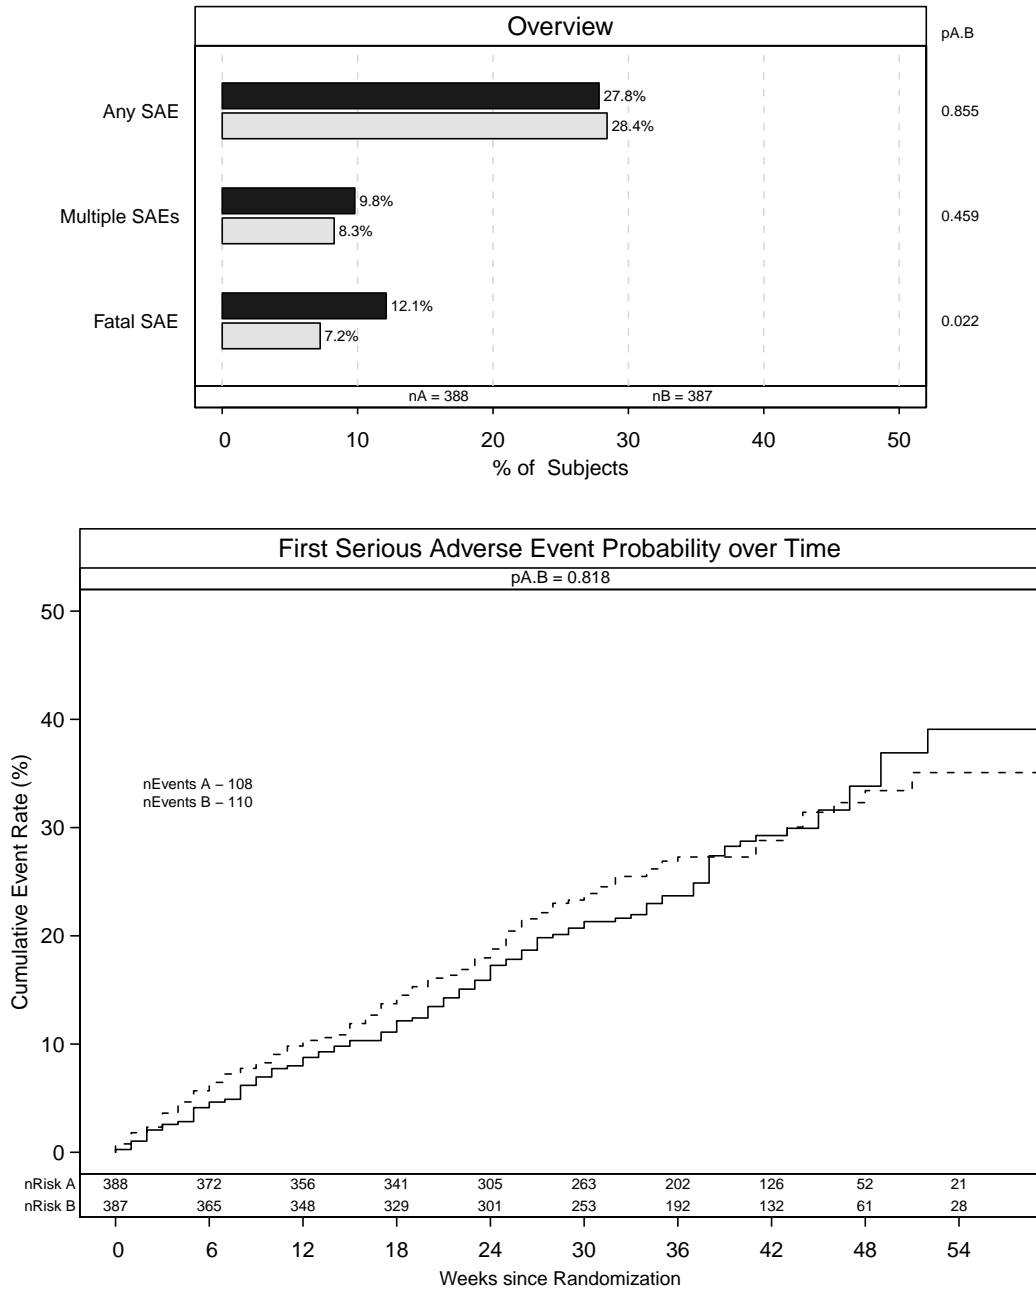 Overview
pA.B
Any SAE 27.8% 0.855
28.4%
Multiple SAEs 9.8% 0.459
8.3%
Fatal SAE 12.1% 0.022
7.2%
nA = 388 nB = 387
0 10 20 30 40 50
% of Subjects
First Serious Adverse Event Probability over Time
pA.B = 0.818
50
40
30
20
10
0
Cumulative Event Rate (%)
nEvents A – 108
nEvents B – 110
nRisk A 388 372 356 341 305 263 202 126 52 21
nRisk B 387 365 348 329 301 253 192 132 61 28
0 6 12 18 24 30 36 42 48 54
Weeks since Randomization